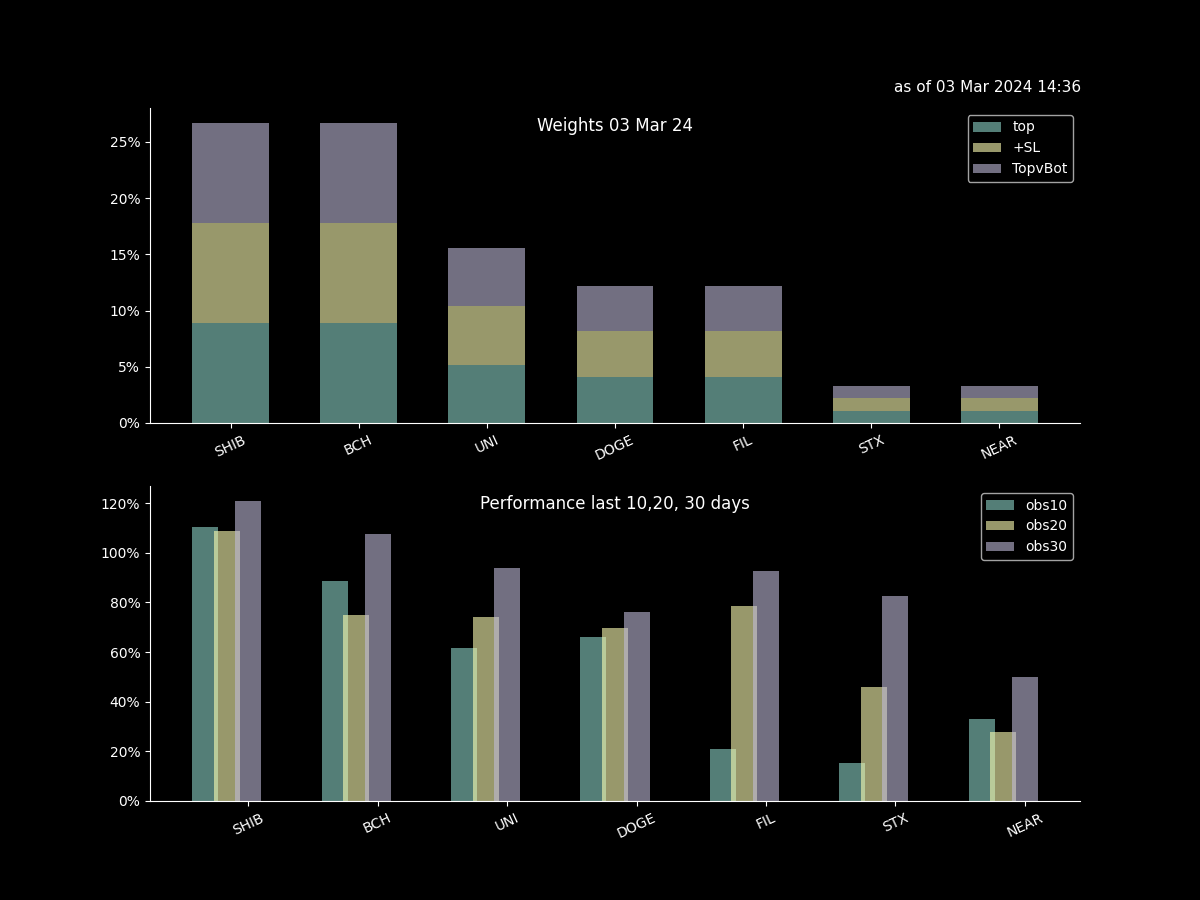 as of 03 Mar 2024 14:36
Weights 03 Mar 24
top
+SL
TopvBot
25%
20%
15%
10%
5%
0%
SHIB BCH UNI DOGE FIL STX NEAR
Performance last 10,20, 30 days
obs10
obs20
obs30
120%
100%
80%
60%
40%
20%
0%
SHIB BCH UNI DOGE FIL STX NEAR